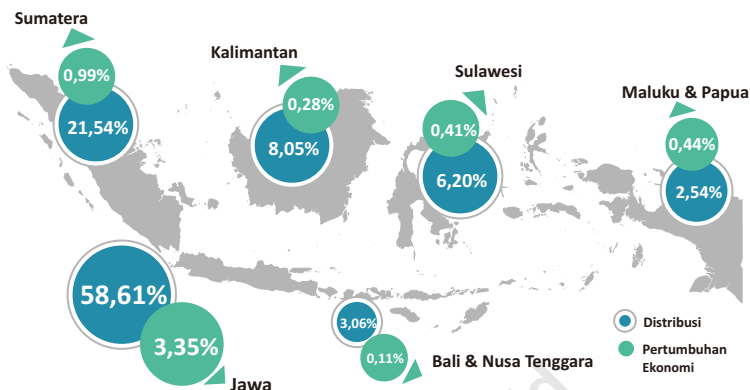 Sumatera
0,99%
21,54%
Kalimantan
0,28%
8,05%
Sulawesi
0,41%
6,20%
Maluku & Papua
0,44%
2,54%
58,61%
3,35%
Jawa
3,06%
0,11%
Bali & Nusa Tenggara
Distribusi
Pertumbuhan
Ekonomi